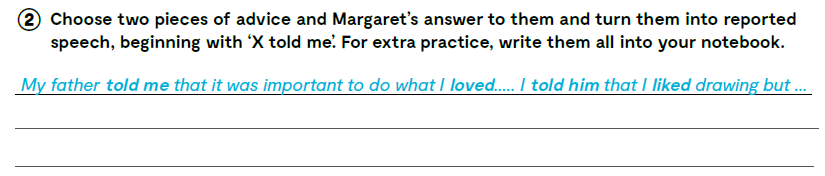 ② Choose two pieces of advice and Margaret’s answer to them and turn them into reported
speech, beginning with ‘X told me’. For extra practice, write them all into your notebook.
My father told me that it was important to do what I loved..... I told him that I liked drawing but ...